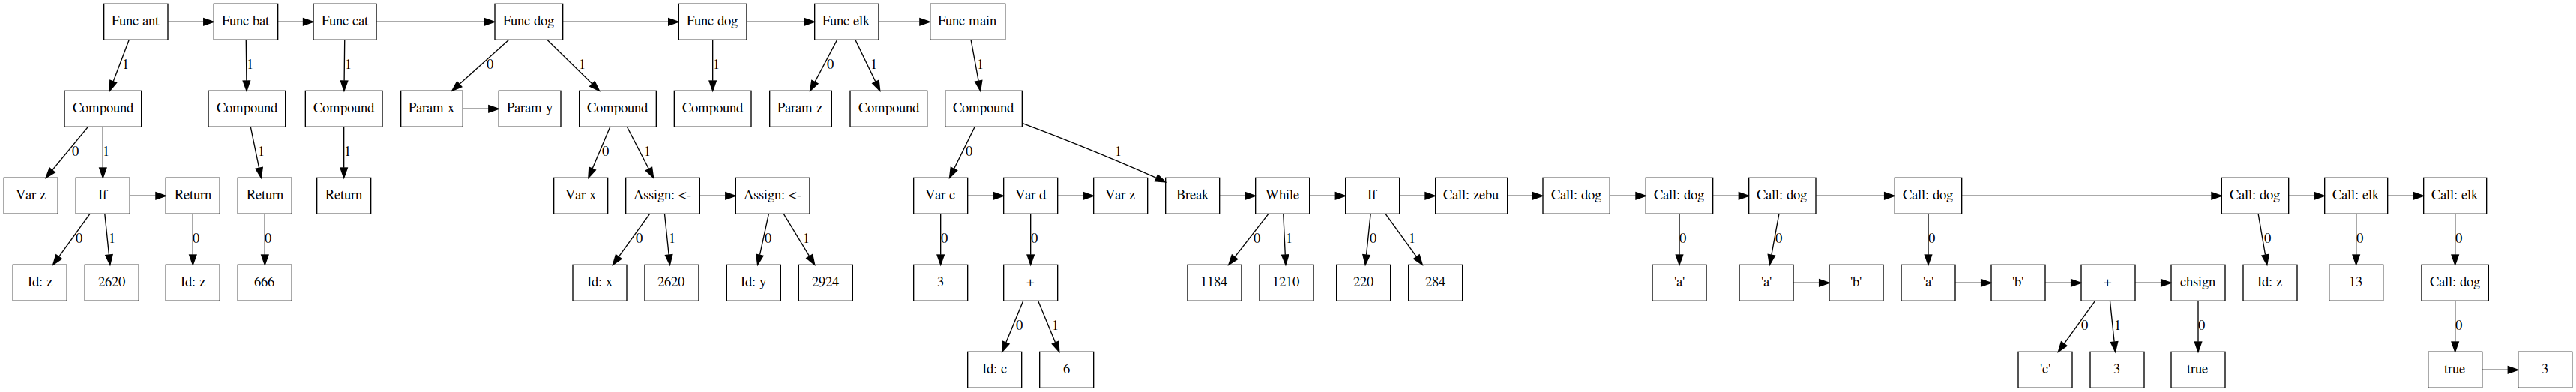 Func ant
Func bat
Func cat
Func dog
Func dog
Func elk
Func main
1
1
1
0
1
1
0
1
1
Compound
Compound
Compound
Param x
Param y
Compound
Compound
Param z
Compound
Compound
0
1
1
1
0
1
0
1
Var z
If
Return
Return
Return
Var x
Assign: <-
Assign: <-
Var c
Var d
Var z
Break
While
If
Call: zebu
Call: dog
Call: dog
Call: dog
Call: dog
Call: dog
Call: elk
Call: elk
0
1
0
0
0
1
0
1
0
0
0
1
0
1
0
0
0
0
0
0
Id: z
2620
Id: z
666
Id: x
2620
Id: y
2924
3
+
1184
1210
220
284
'a'
'a'
'b'
'a'
'b'
+
chsign
Id: z
13
Call: dog
0
1
0
1
0
0
Id: c
6
'c'
3
true
true
3